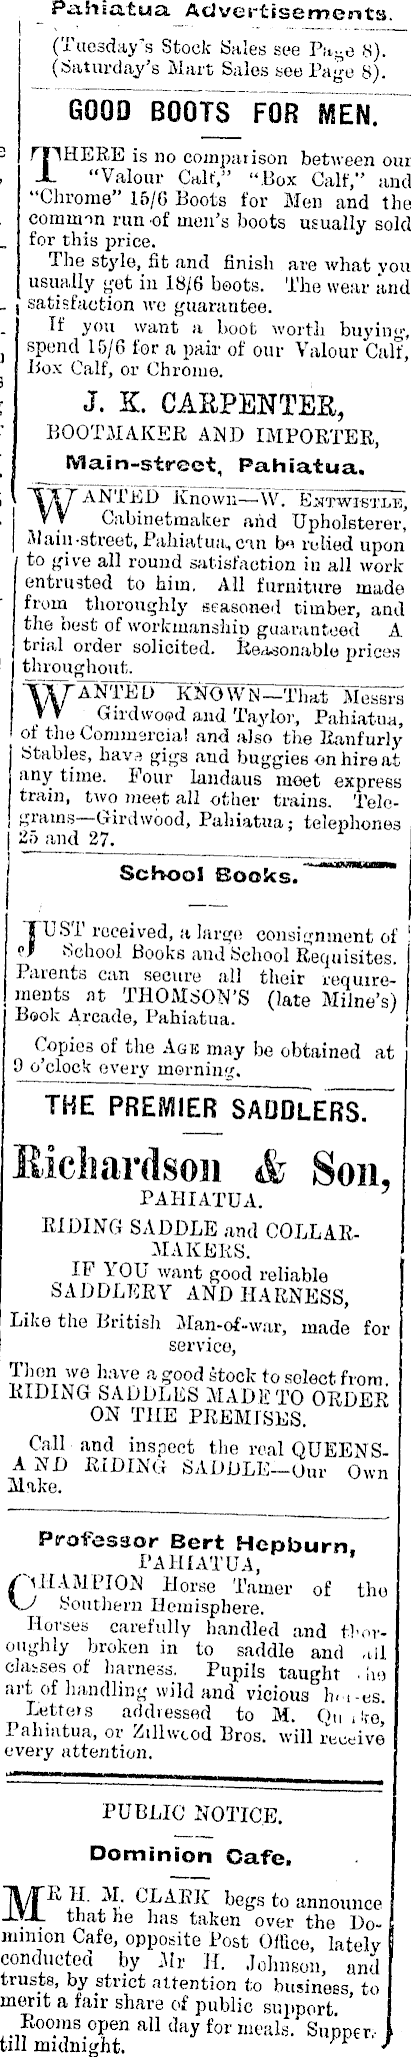 Pahiatua Advertisements.
(Tuesday's Stock Sales see Page 8).
(Saturday's Mart Sales see Page 8).
GOOD BOOTS FOR MEN.
THERE is no comparison between our
"Valour Calf," "Box Calf," and
"Chrome" 15/6 Boots for Men and the
common run of men's boots usually sold
for this price.
The style, fit and finish are what you
usually get in 18/6 boots. The wear and
satisfaction we guarantee.
If you want a boot worth buying,
spend 15/6 for a pair of our Valour Calf,
Box Calf, or Chrome.
J. K. CARPENTER,
BOOTMAKER AND IMPORTER,
Main-street, Pahiatua.
WANTED Known—W. ENTWISTLE,
Cabinetmaker and Upholsterer,
Main-street, Pahiatua, can be relied upon
to give all round satisfaction in all work
entrusted to him. All furniture made
from thoroughly seasoned timber, and
the best of workmanship guaranteed A
trial order solicited. Reasonable prices
throughout.
WANTED KNOWN—That Messrs
Girdwood and Taylor, Pahiatua,
of the Commercial and also the Ranfurly
Stables, have gigs and buggies on hire at
any time. Four landaus meet express
train, two meet all other trains. Tele-
grams—Girdwood, Pahiatua; telephones
25 and 27.
School Books.
JUST received, a large consignment of
School Books and School Requisites.
Parents can secure all their require-
ments at THOMSON'S (late Milne's)
Book Arcade, Pahiatua.
Copies of the AGE may be obtained at
9 o'clock every morning.
THE PREMIER SADDLERS.
Richardson & Son,
PAHIATUA.
RIDING SADDLE and COLLAR-
MAKERS.
IF YOU want good reliable
SADDLERY AND HARNESS,
Like the British Man-of-war, made for
service,
Then we have a good stock to select from.
RIDING SADDLES MADE TO ORDER
ON THE PREMISES.
Call and inspect the real QUEENS-
AND RIDING SADDLE—Our Own
Make.
Professor Bert Hepburn,
PAHIATUA,
CHAMPION Horse Tamer of the
Southern Hemisphere.
Horses carefully handled and thor-
oughly broken in to saddle and all
classes of harness. Pupils taught the
art of handling wild and vicious horses.
Letters addressed to M. 
Pahiatua, or Zillwood Bros. will receive
every attention.
PUBLIC NOTICE.
Dominion Cafe.
MR H. M. CLARK begs to announce
that he has taken over the Do-
minion Cafe, opposite Post Office, lately
conducted by Mr H. Johnson, and
trusts, by strict attention to business, to
merit a fair share of public support.
Rooms open all day for meals. Supper
till midnight.